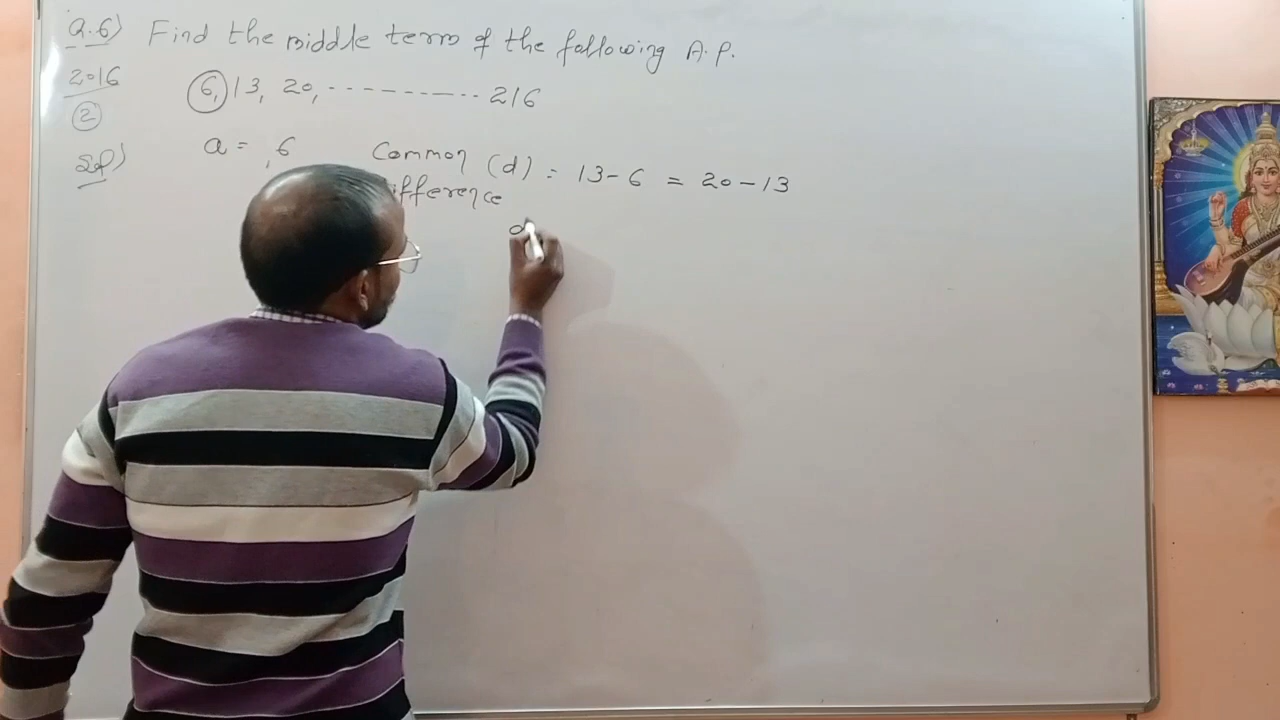 Q.6) Find the middle term of the following A.P.
2016
6, 13, 20, - - - - - - - - - - 216
2
Sol)
a = 6
Common (d) = 13 - 6 = 20 - 13
difference
d